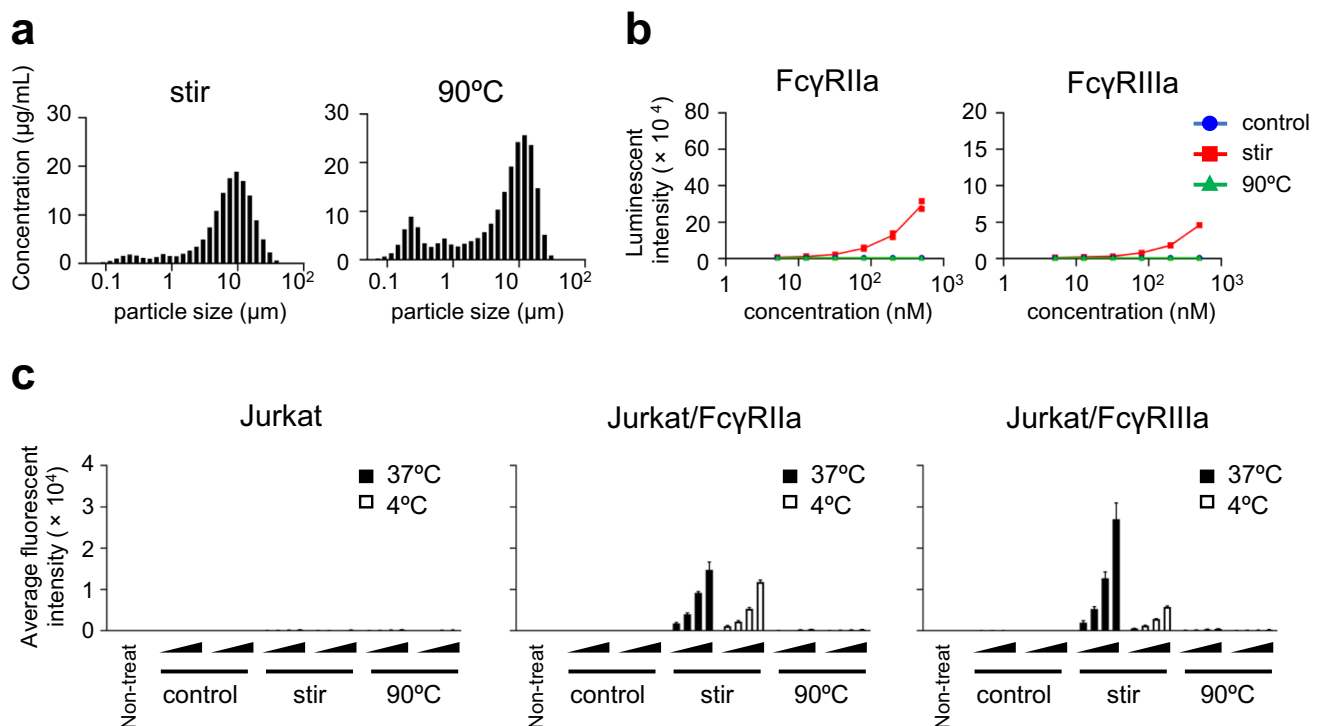 a
stir
90ºC
Concentration (µg/mL)
30
20
10
0
0.1
1
10
10²
particle size (µm)
30
20
10
0
0.1
1
10
10²
particle size (µm)
b
FcγRIIa
FcγRIIIa
Luminescent
intensity ( × 10 ⁴)
80
60
40
20
0
1
10
10²
10³
concentration (nM)
20
15
10
5
0
1
10
10²
10³
concentration (nM)
control
stir
90ºC
c
Jurkat
Jurkat/FcγRIIa
Jurkat/FcγRIIIa
Average fluorescent
intensity ( × 10⁴)
4
3
2
1
0
37ºC
4ºC
Non-treat
control
stir
90ºC
37ºC
4ºC
Non-treat
control
stir
90ºC
37ºC
4ºC
Non-treat
control
stir
90ºC